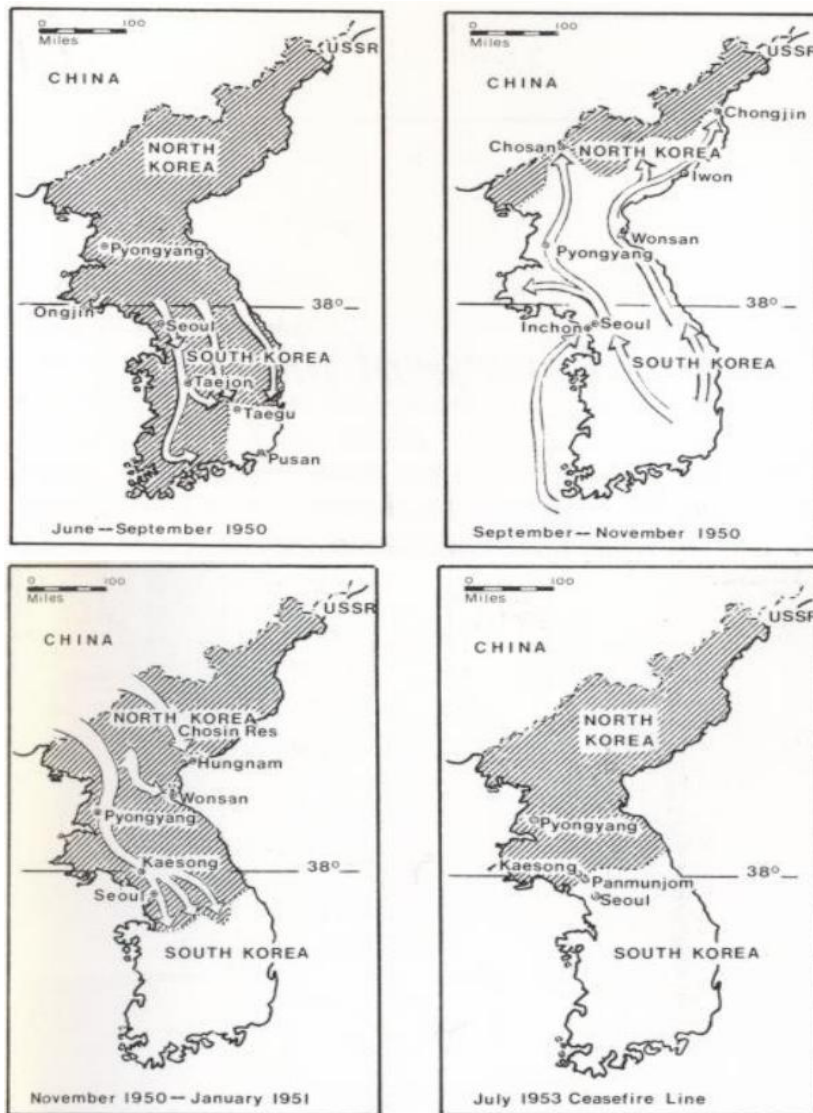 0 100
Miles
USSR
CHINA
NORTH
KOREA
Pyongyang
38°
Ongjin
Seoul
SOUTH KOREA
Taejon
Taegu
Pusan
June—September 1950
0 100
Miles
USSR
CHINA
Chongjin
Chosan
NORTH KOREA
Iwon
Wonsan
Pyongyang
38°
Inchon
Seoul
SOUTH KOREA
September—November 1950
0 100
Miles
USSR
CHINA
NORTH KOREA
Chosin Res
Hungnam
Wonsan
Pyongyang
Kaesong
38°
Seoul
SOUTH KOREA
November 1950—January 1951
0 100
Miles
USSR
CHINA
NORTH
KOREA
Pyongyang
Kaesong
38°
Panmunjom
Seoul
SOUTH KOREA
July 1953 Ceasefire Line